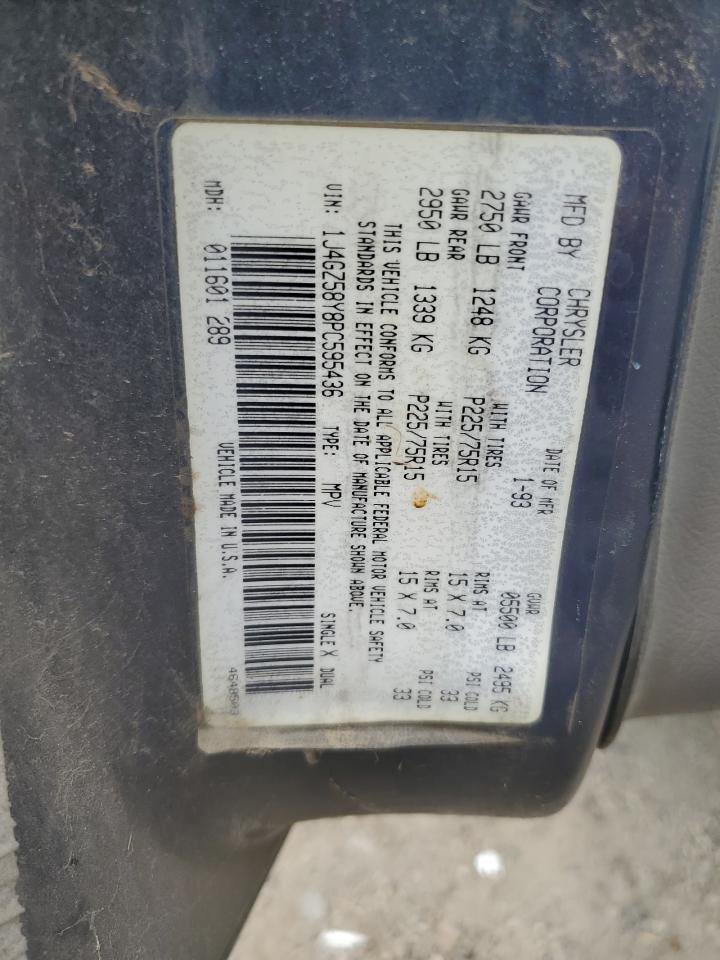 MFD BY CHRYSLER CORPORATION DATE OF MFR 1-93 GVWR 05500 LB 2495 KG
GAWR FRONT WITH TIRES RIMS AT PSI COLD
2750 LB 1248 KG P225/75R15 15 X 7.0 33
GAWR REAR WITH TIRES RIMS AT PSI COLD
2950 LB 1339 KG P225/75R15 15 X 7.0 33
THIS VEHICLE CONFORMS TO ALL APPLICABLE FEDERAL MOTOR VEHICLE SAFETY
STANDARDS IN EFFECT ON THE DATE OF MANUFACTURE SHOWN ABOVE.
VIN: 1J4GZ58Y8PC595436 TYPE: MPV SINGLE X DUAL
MDH: 011601 289 VEHICLE MADE IN U.S.A.